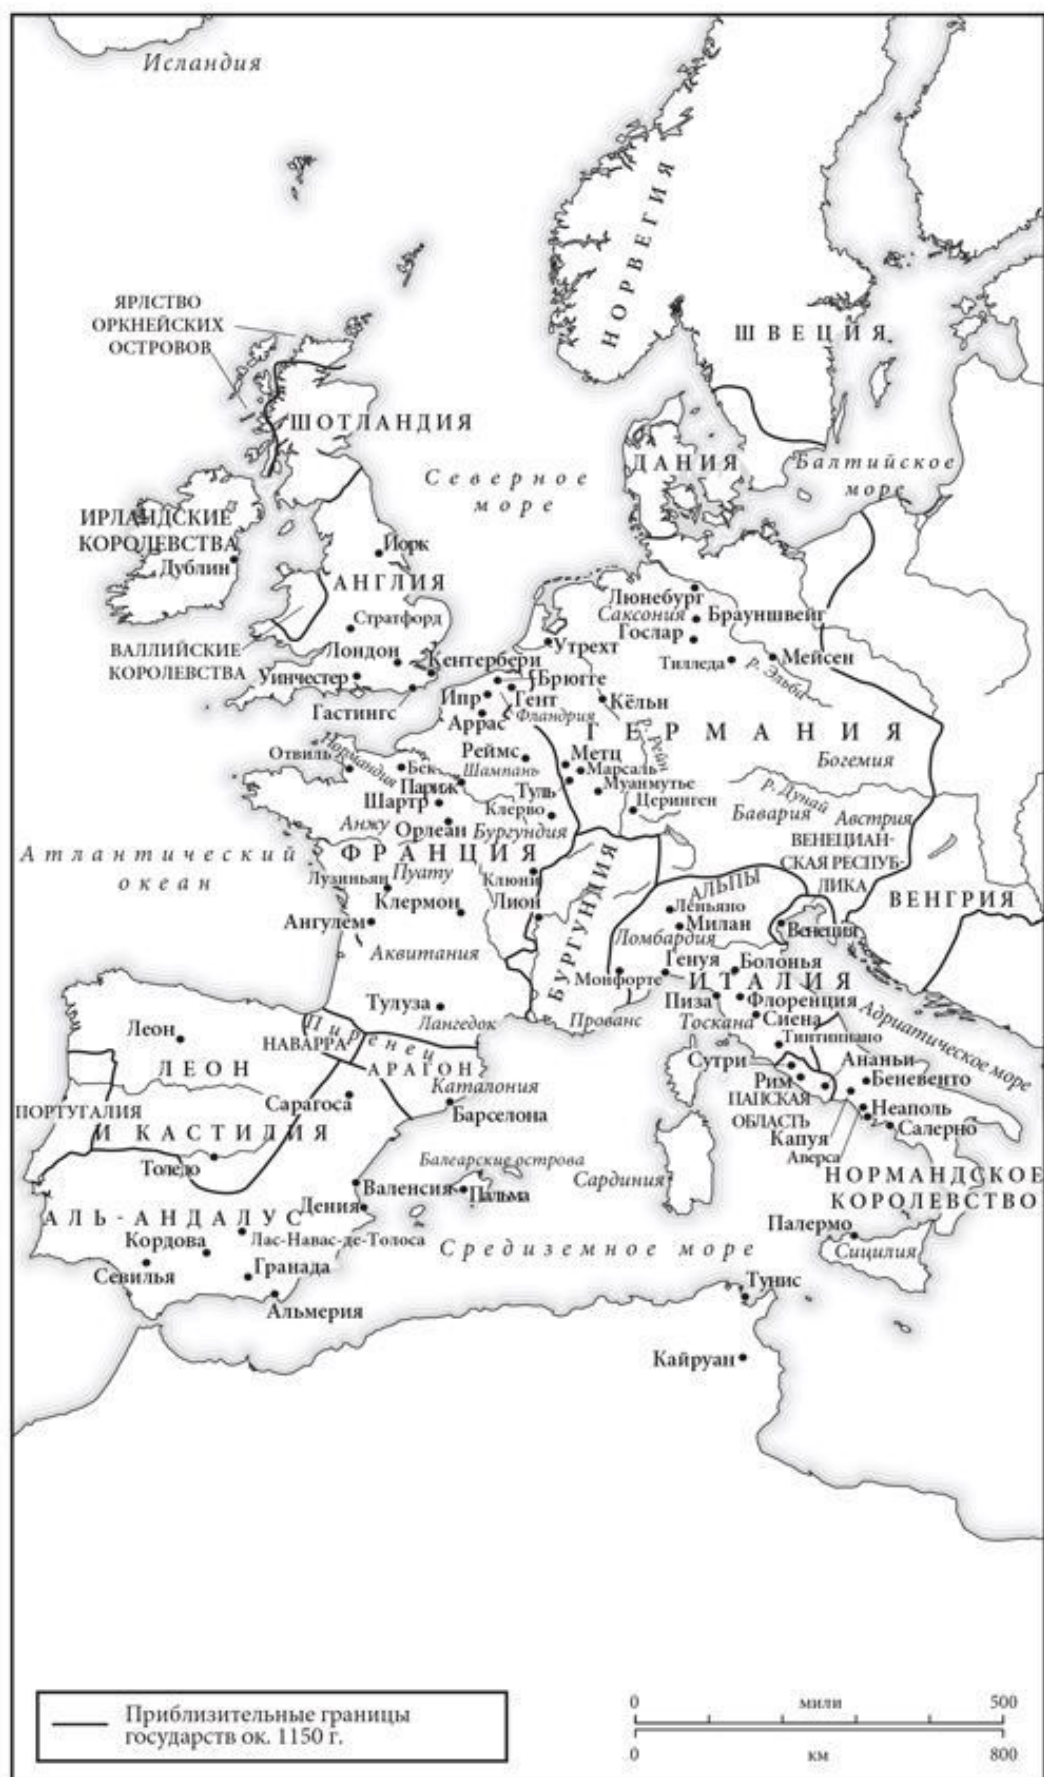 Исландия
НОРВЕГИЯ
ШВЕЦИЯ
ЯРЛСТВО
ОРКНЕЙСКИХ
ОСТРОВОВ
ШОТЛАНДИЯ
ДАНИЯ
Балтийское
море
Северное
море
ИРЛАНДСКИЕ
КОРОЛЕВСТВА
Дублин
Йорк
АНГЛИЯ
Стратфорд
ВАЛЛИЙСКИЕ
КОРОЛЕВСТВА
Лондон
Кентербери
Уинчестер
Гастингс
Люнебург
Саксония
Брауншвейг
Гослар
Утрехт
Тилледа
Мейсен
р. Эльба
Брюгге
Ипр
Гент
Кёльн
Аррас
Фландрия
ГЕРМАНИЯ
р. Рейн
Богемия
Отвиль
Нормандия
Бек
Реймс
Шампань
Париж
Метц
Марсаль
Туль
Муанмутье
Шартр
Клерво
Церинген
р. Дунай
Бавария
Австрия
Анжу
Орлеан
Бургундия
ВЕНЕЦИАН-
СКАЯ РЕСПУБ-
ЛИКА
Атлантический
океан
ФРАНЦИЯ
Лузиньян
Пуату
Клюни
БУРГУНДИЯ
АЛЬПЫ
ВЕНГРИЯ
Клермон
Лион
Леньяно
Ангулем
Милан
Венеция
Аквитания
Ломбардия
Монфорте
Генуя
Болонья
ИТАЛИЯ
Тулуза
Лангедок
Прованс
Пиза
Флоренция
Тоскана
Сиена
Адриатическое море
Леон
Пиренеи
НАВАРРА
Тинтиннано
ЛЕОН
АРАГОН
Сутри
Ананьи
Каталония
Рим
Беневенто
Сарагоса
ПАПСКАЯ
ОБЛАСТЬ
ПОРТУГАЛИЯ
Барселона
Неаполь
И КАСТИЛИЯ
Капуя
Салерно
Аверса
Толедо
Балеарские острова
Сардиния
НОРМАНДСКОЕ
КОРОЛЕВСТВО
Валенсия
Пальма
Дения
АЛЬ-АНДАЛУС
Палермо
Лас-Навас-де-Толоса
Кордова
Средиземное море
Сицилия
Севилья
Гранада
Тунис
Альмерия
Кайруан
Приблизительные границы
государств ок. 1150 г.
0 мили 500
0 км 800